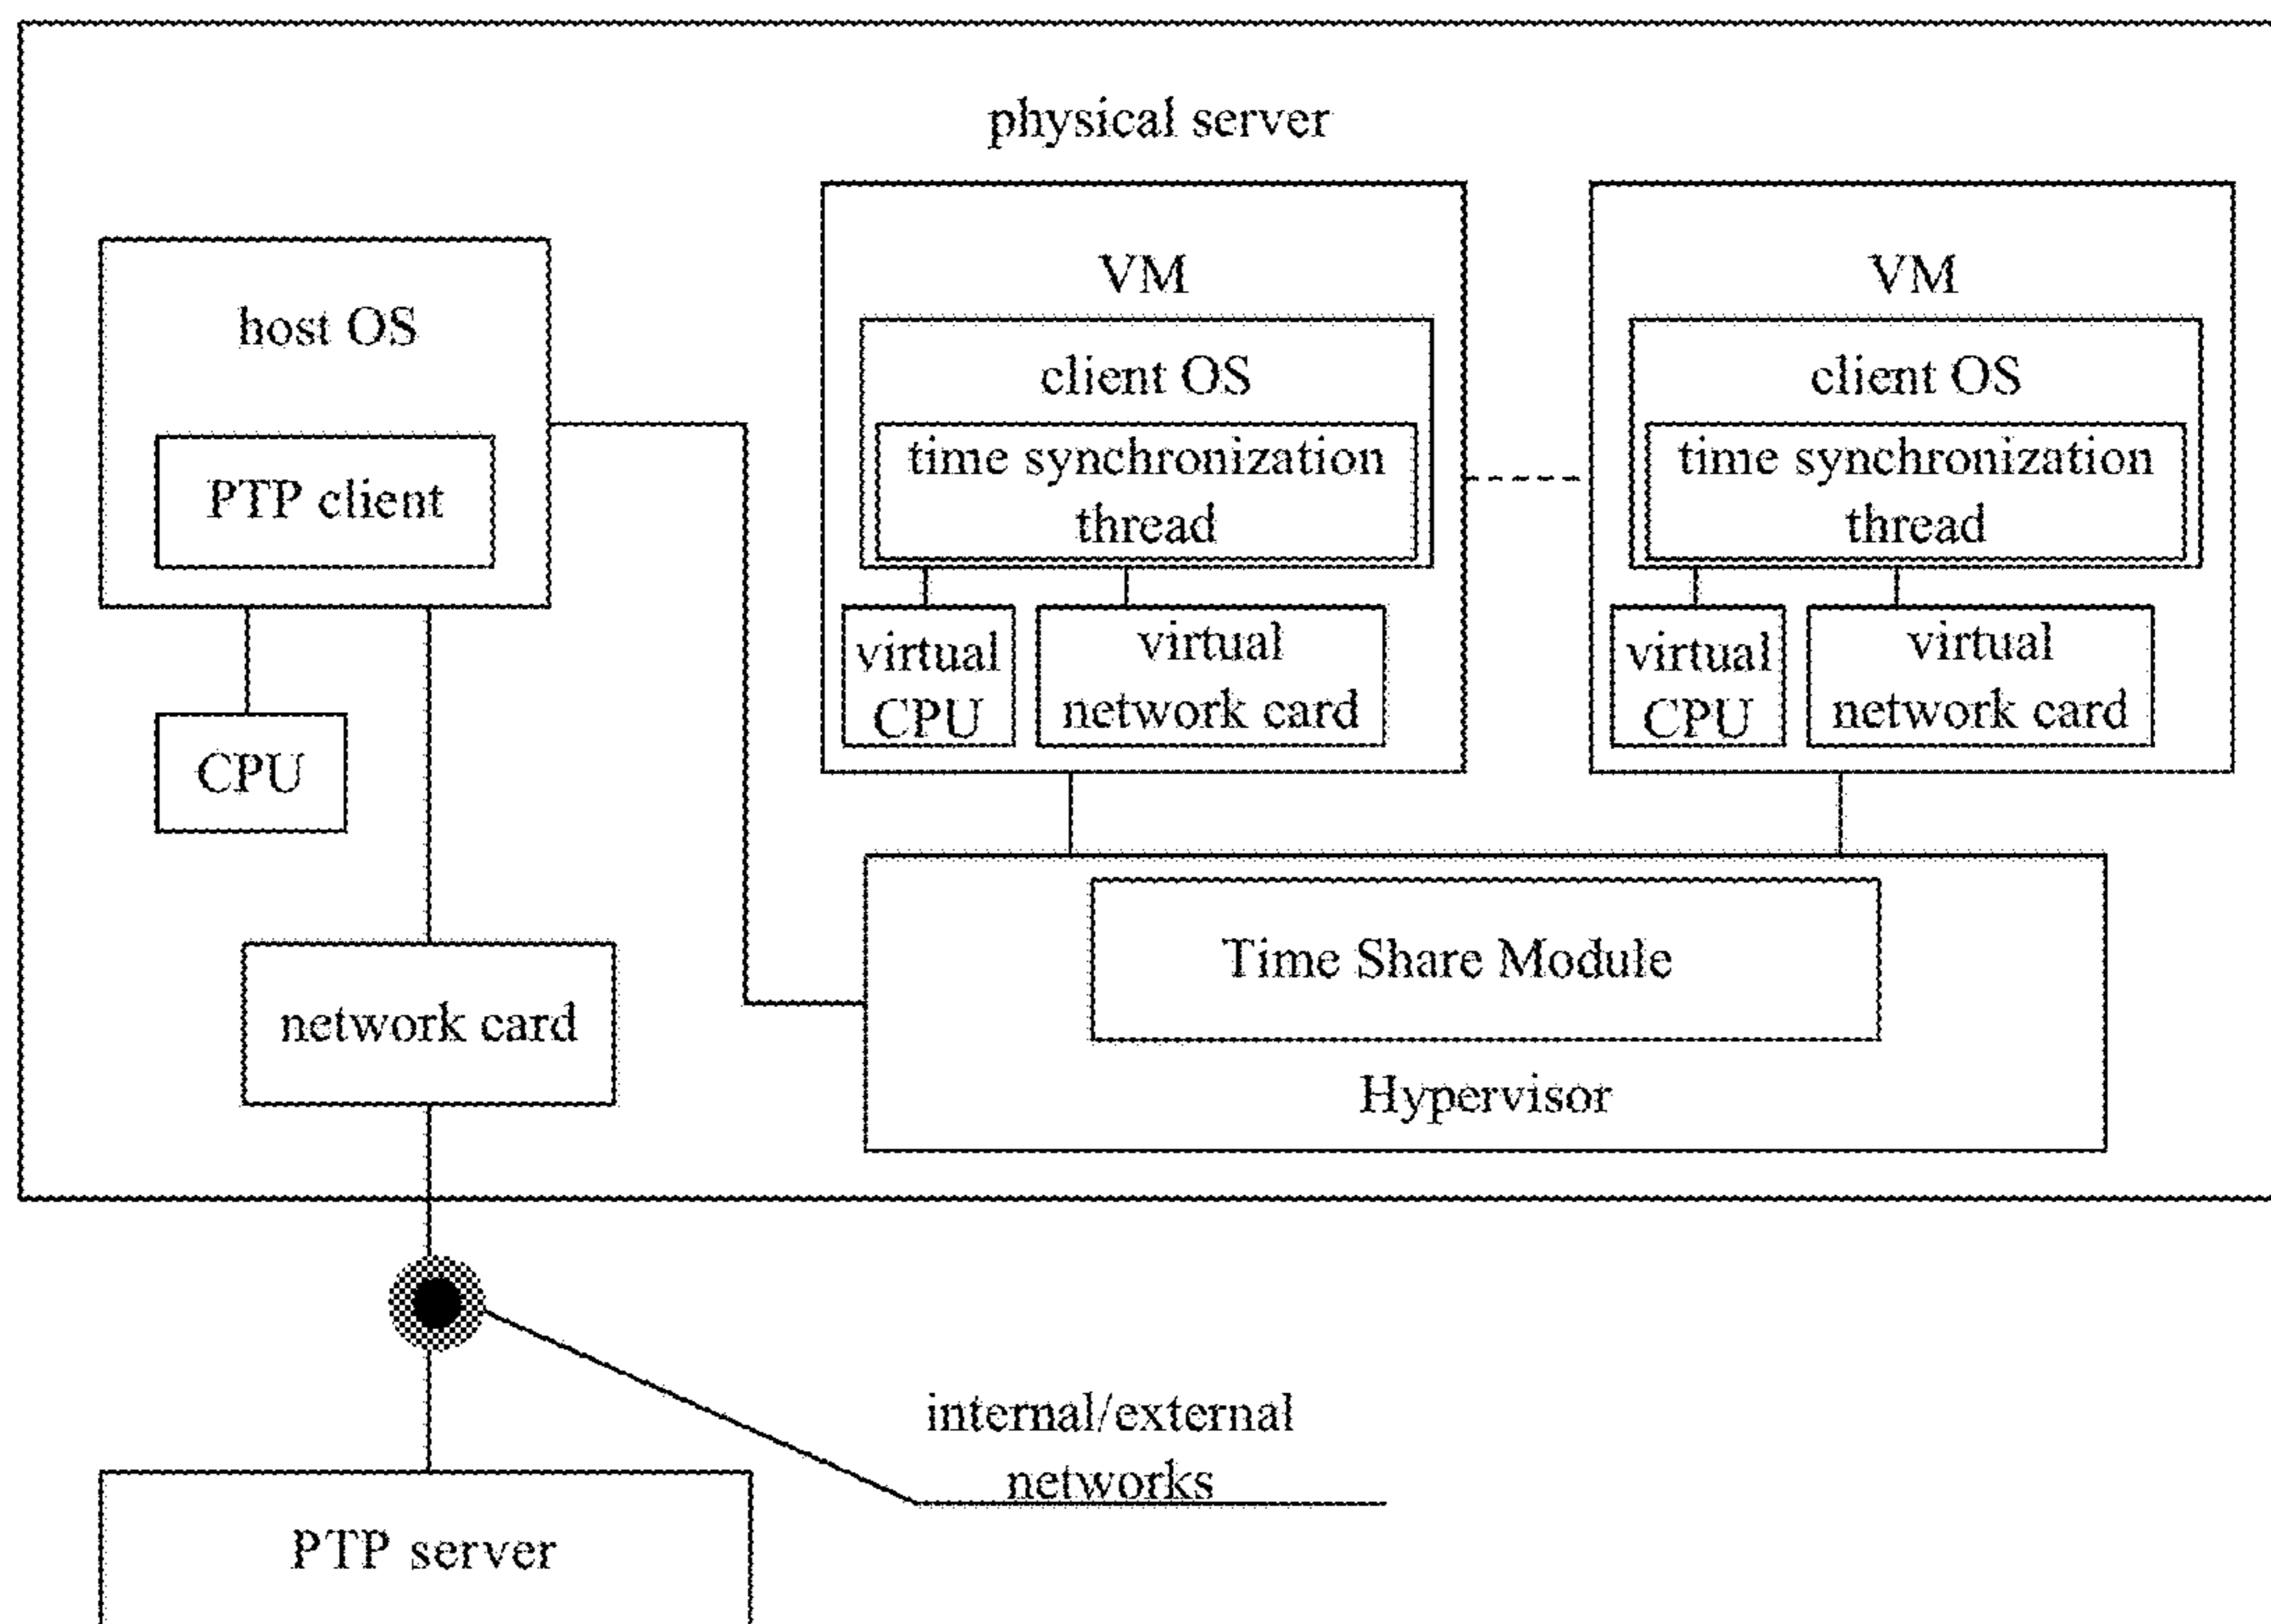 physical server
host OS
PTP client
CPU
network card
VM
client OS
time synchronization
thread
virtual
CPU
virtual
network card
VM
client OS
time synchronization
thread
virtual
CPU
virtual
network card
Time Share Module
Hypervisor
internal/external
networks
PTP server